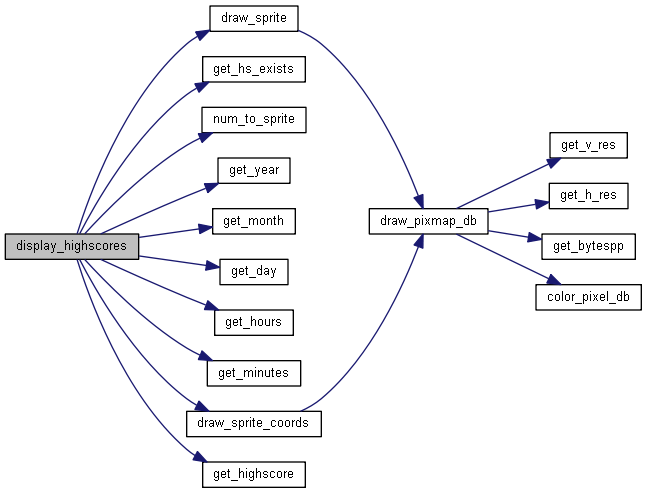 draw_sprite
get_hs_exists
num_to_sprite
get_year
get_month
get_day
get_hours
get_minutes
draw_sprite_coords
get_highscore
display_highscores
draw_pixmap_db
get_v_res
get_h_res
get_bytespp
color_pixel_db